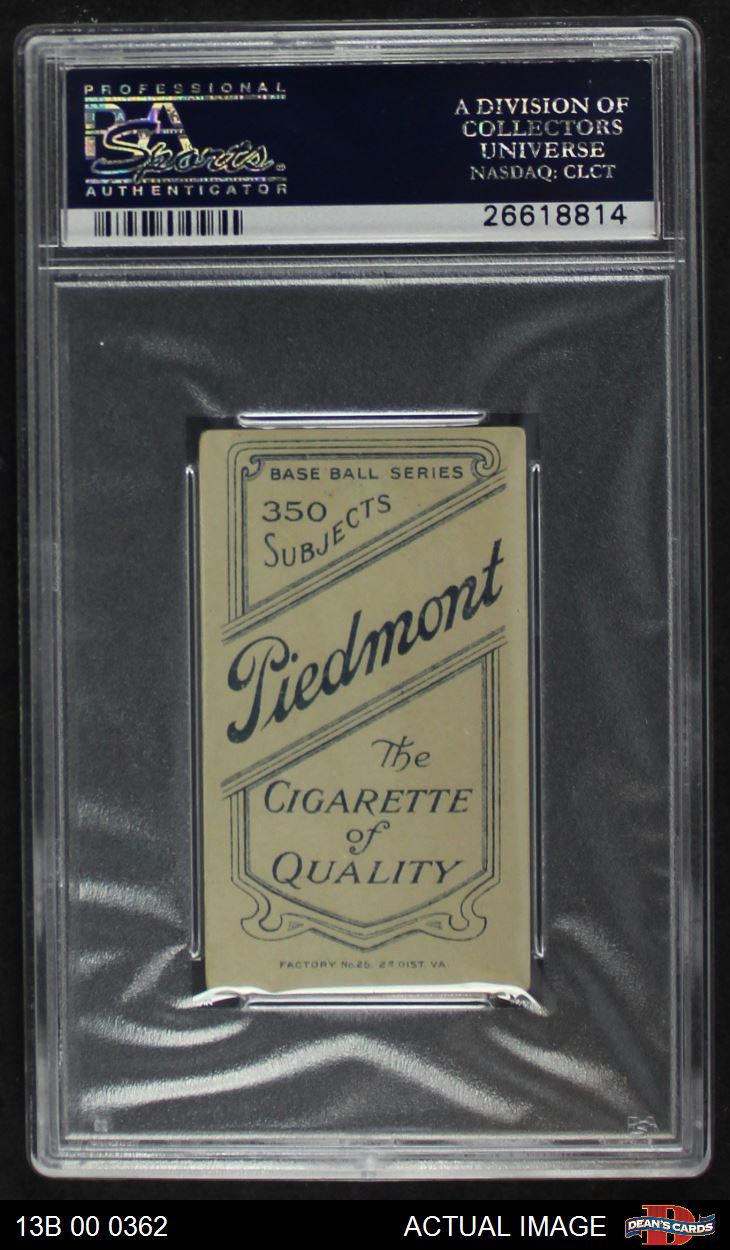 PROFESSIONAL
PSA
Sports
AUTHENTICATOR
A DIVISION OF
COLLECTORS
UNIVERSE
NASDAQ: CLCT
26618814
BASE BALL SERIES
350
SUBJECTS
Piedmont
The
CIGARETTE
of
QUALITY
FACTORY No. 25. 2d DIST. VA.
PSA
13B 00 0362
ACTUAL IMAGE
DEAN'S CARDS